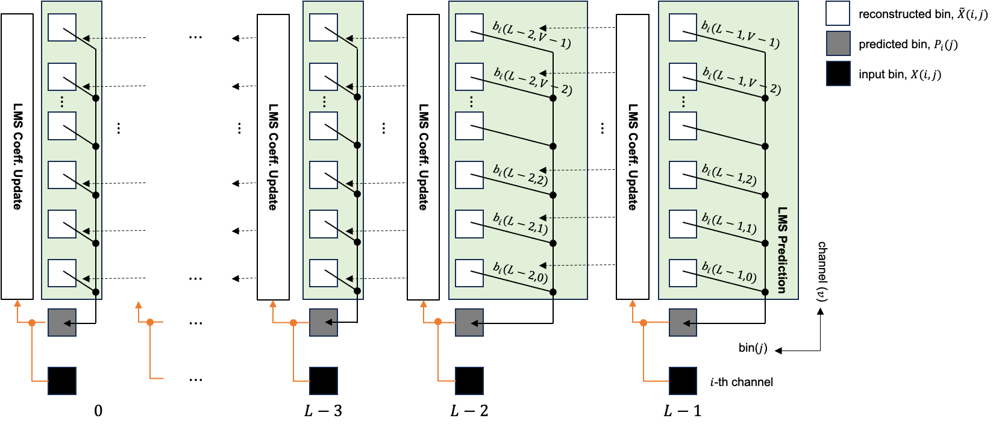 reconstructed bin, X̃(i, j)
predicted bin, Pᵢ(j)
input bin, X(i, j)
LMS Coeff. Update
...
...
...
...
...
...
LMS Coeff. Update
...
...
LMS Coeff. Update
bᵢ(L − 2, V − 1)
bᵢ(L − 2, V − 2)
...
bᵢ(L − 2,2)
bᵢ(L − 2,1)
bᵢ(L − 2,0)
...
LMS Coeff. Update
bᵢ(L − 1, V − 1)
bᵢ(L − 1, V − 2)
...
bᵢ(L − 1,2)
bᵢ(L − 1,1)
bᵢ(L − 1,0)
LMS Prediction
channel (v)
bin(j)
...
i-th channel
0
L − 3
L − 2
L − 1